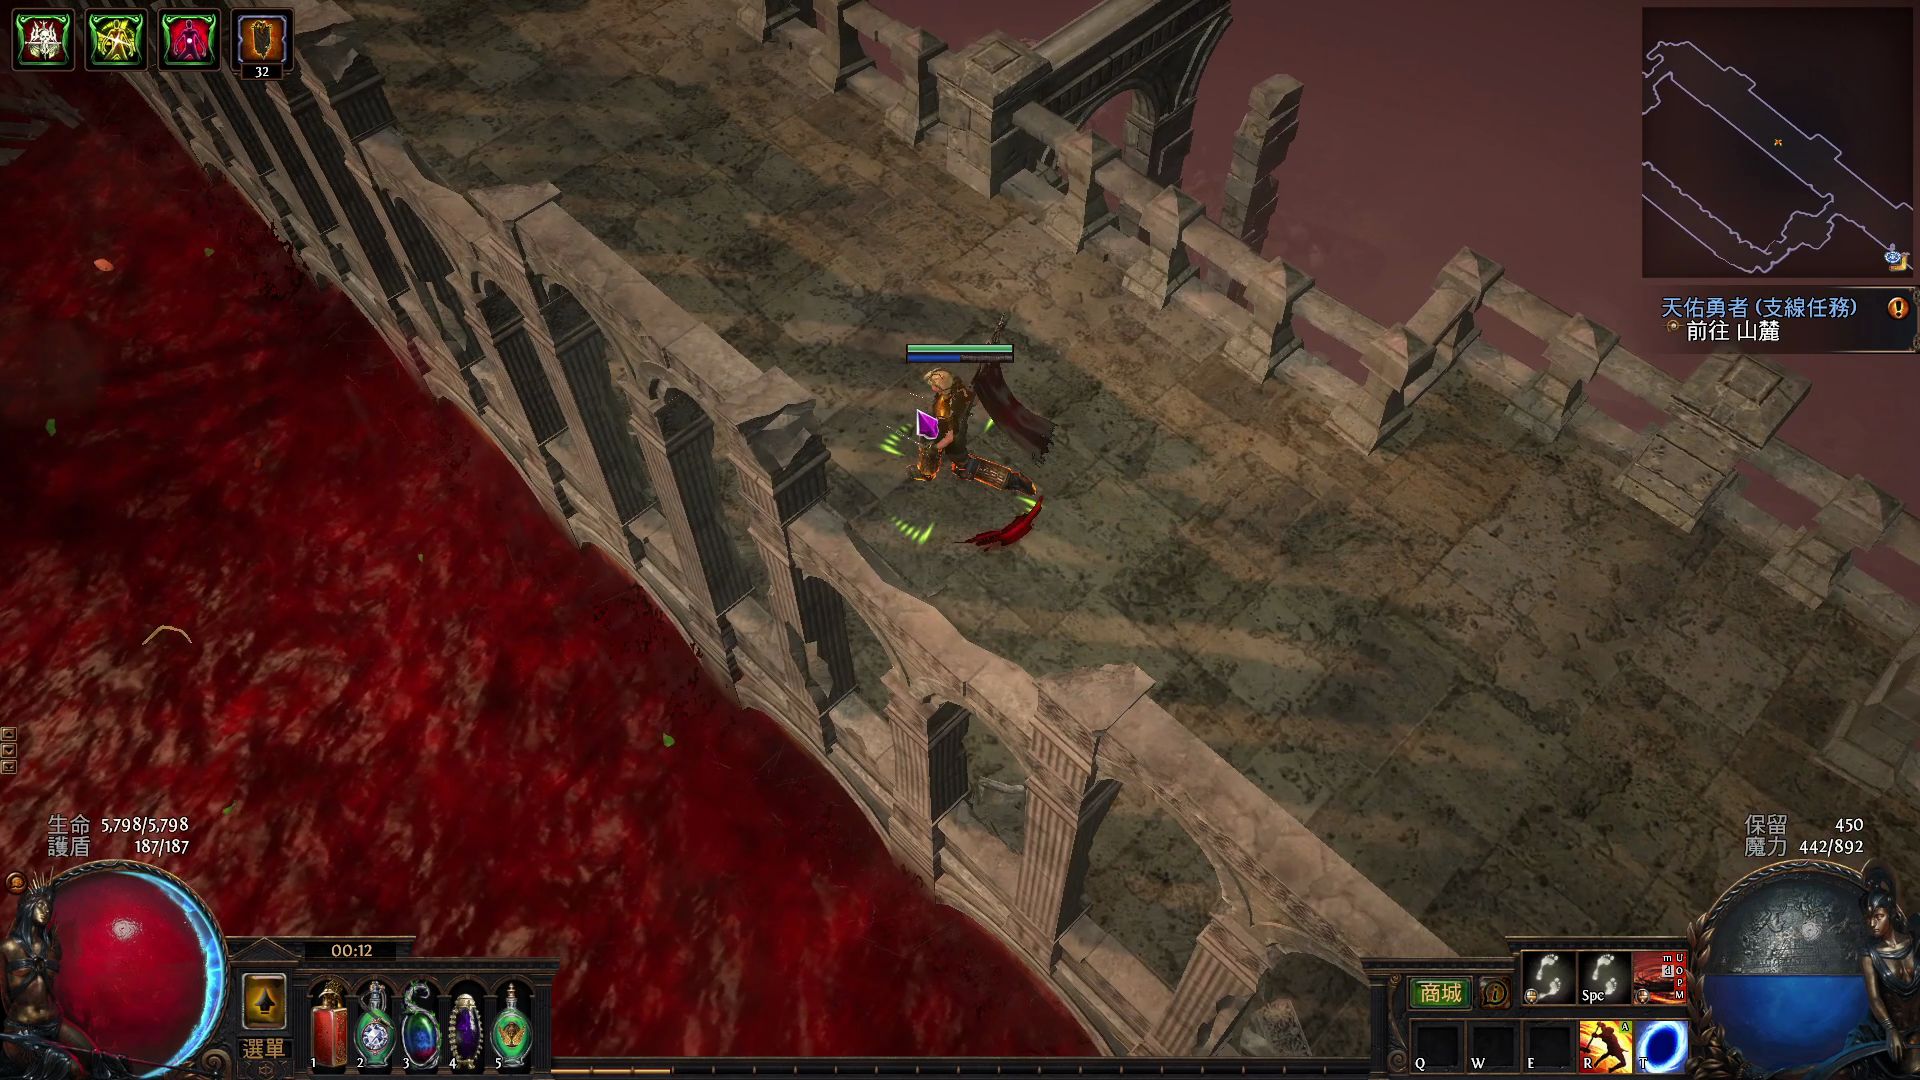 32
天佑勇者 (支線任務)
前往 山麓
生命 5,798/5,798
護盾 187/187
保留 450
魔力 442/892
00:12
選單
1 2 3 4 5
商城
Spc
m U
d O
P
M
Q W E R A T